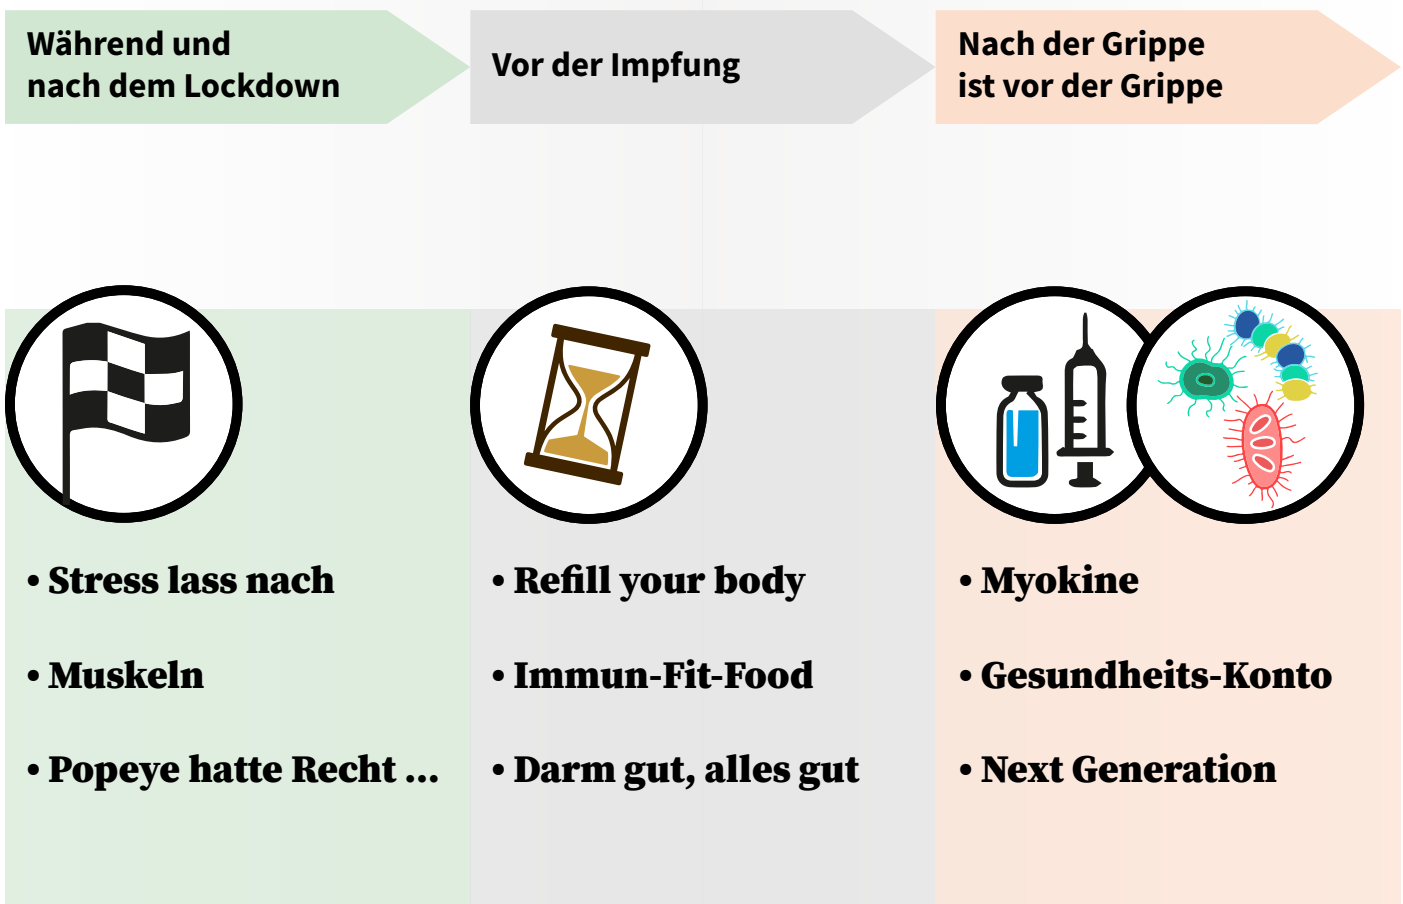 Während und
nach dem Lockdown
Vor der Impfung
Nach der Grippe
ist vor der Grippe
• Stress lass nach
• Muskeln
• Popeye hatte Recht ...
• Refill your body
• Immun-Fit-Food
• Darm gut, alles gut
• Myokine
• Gesundheits-Konto
• Next Generation